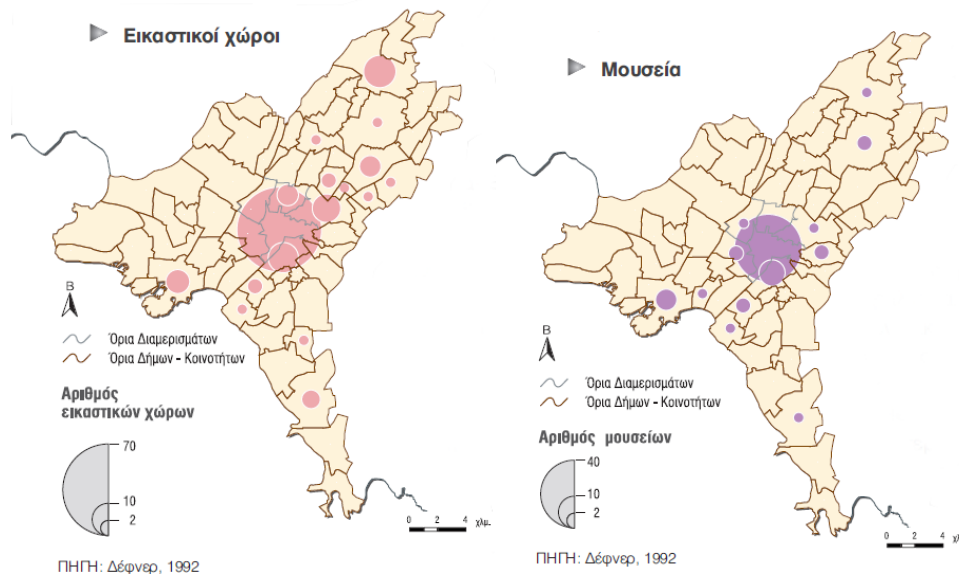 Εικαστικοί χώροι
Β
Όρια Διαμερισμάτων
Όρια Δήμων - Κοινοτήτων
Αριθμός
εικαστικών χώρων
70
10
2
0 2 4 χλμ.
ΠΗΓΗ: Δέφνερ, 1992
Μουσεία
Β
Όρια Διαμερισμάτων
Όρια Δήμων - Κοινοτήτων
Αριθμός μουσείων
40
10
2
0 2 4 χλ
ΠΗΓΗ: Δέφνερ, 1992